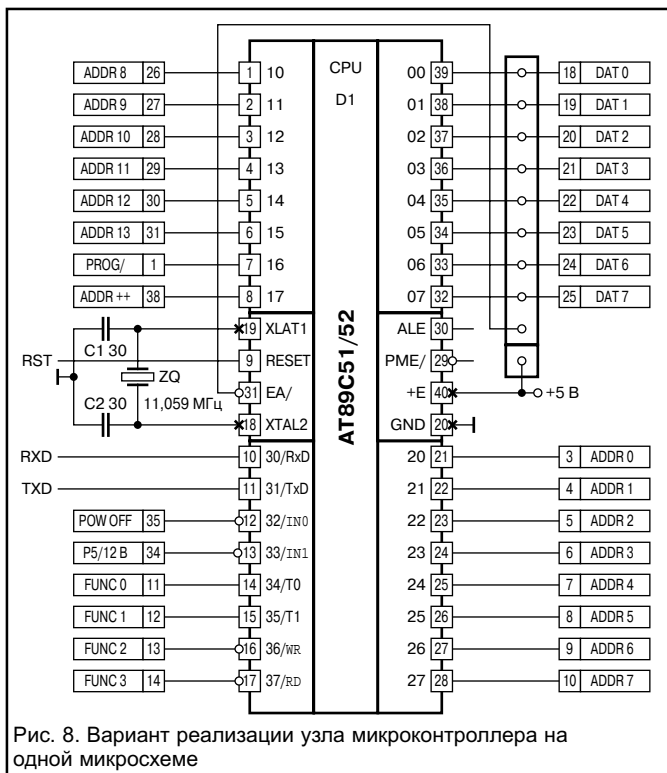 CPU
D1
AT89C51/52
ADDR 8 26 1 10
ADDR 9 27 2 11
ADDR 10 28 3 12
ADDR 11 29 4 13
ADDR 12 30 5 14
ADDR 13 31 6 15
PROG/ 1 7 16
ADDR ++ 38 8 17
C1 30
19 XLAT1
RST 9 RESET
ZQ
11,059 МГц
31 EA/
C2 30
18 XTAL2
RXD 10 30/RxD
TXD 11 31/TxD
POW OFF 35 12 32/IN0
P5/12 В 34 13 33/IN1
FUNC 0 11 14 34/T0
FUNC 1 12 15 35/T1
FUNC 2 13 16 36/WR
FUNC 3 14 17 37/RD
00 39 18 DAT 0
01 38 19 DAT 1
02 37 20 DAT 2
03 36 21 DAT 3
04 35 22 DAT 4
05 34 23 DAT 5
06 33 24 DAT 6
07 32 25 DAT 7
ALE 30
PME/ 29
+E 40 +5 В
GND 20
20 21 3 ADDR 0
21 22 4 ADDR 1
22 23 5 ADDR 2
23 24 6 ADDR 3
24 25 7 ADDR 4
25 26 8 ADDR 5
26 27 9 ADDR 6
27 28 10 ADDR 7
Рис. 8. Вариант реализации узла микроконтроллера на
одной микросхеме